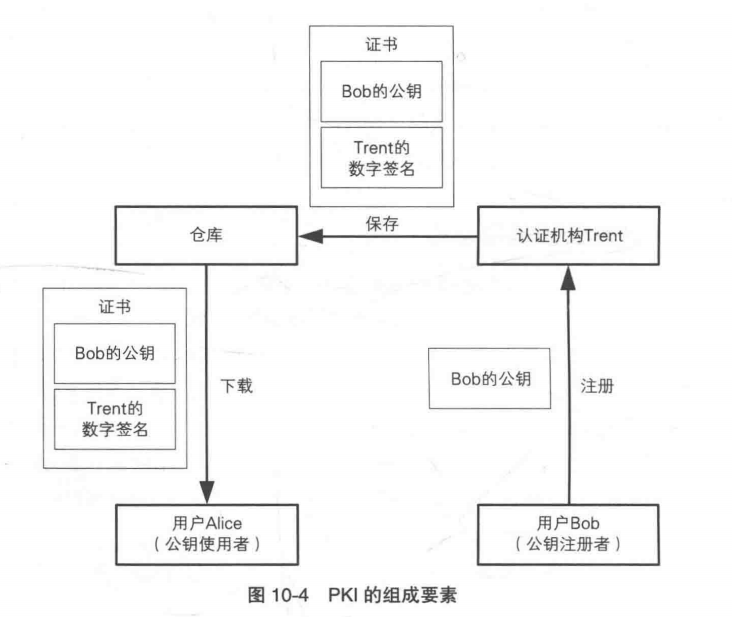 证书
Bob的公钥
Trent的
数字签名
仓库
保存
认证机构Trent
证书
Bob的公钥
Trent的
数字签名
下载
Bob的公钥
注册
用户Alice
（公钥使用者）
用户Bob
（公钥注册者）
图 10-4 PKI 的组成要素